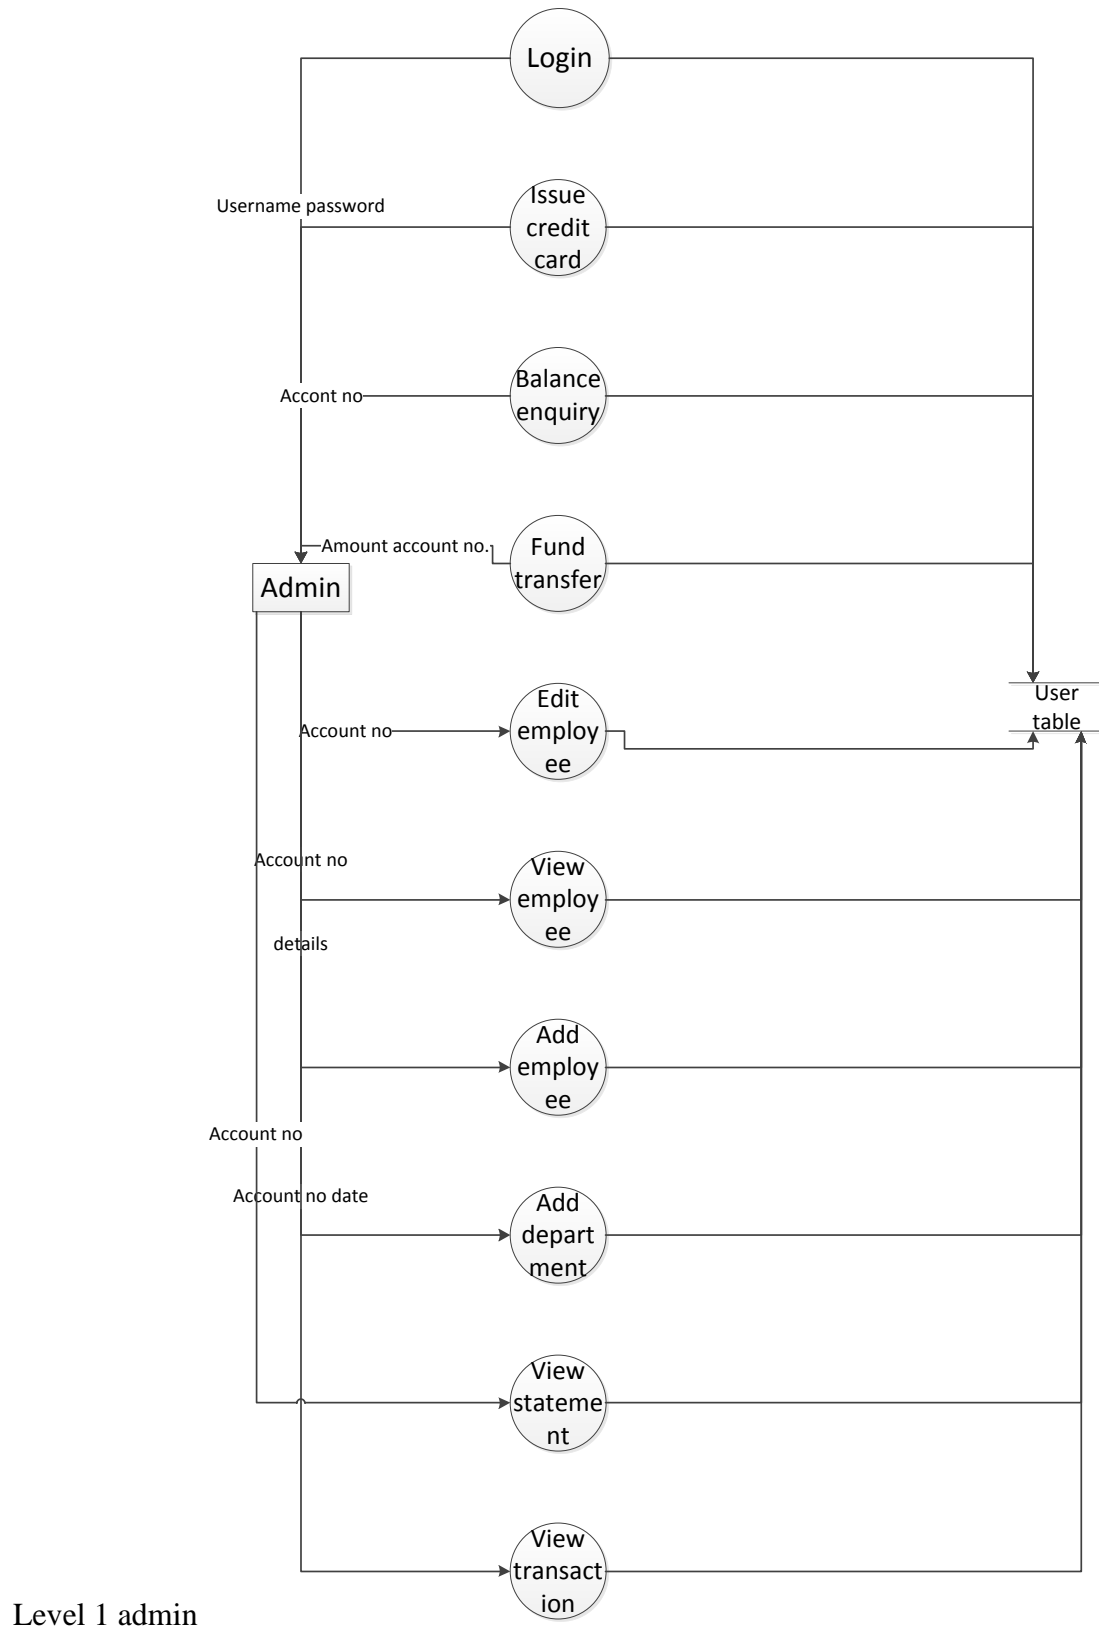 Login
Username password
Issue
credit
card
Accont no
Balance
enquiry
Amount account no.
Fund
transfer
Admin
User
table
Account no
Edit
employ
ee
Account no
View
employ
ee
details
Add
employ
ee
Account no
Account no date
Add
depart
ment
View
stateme
nt
View
transact
ion
Level 1 admin